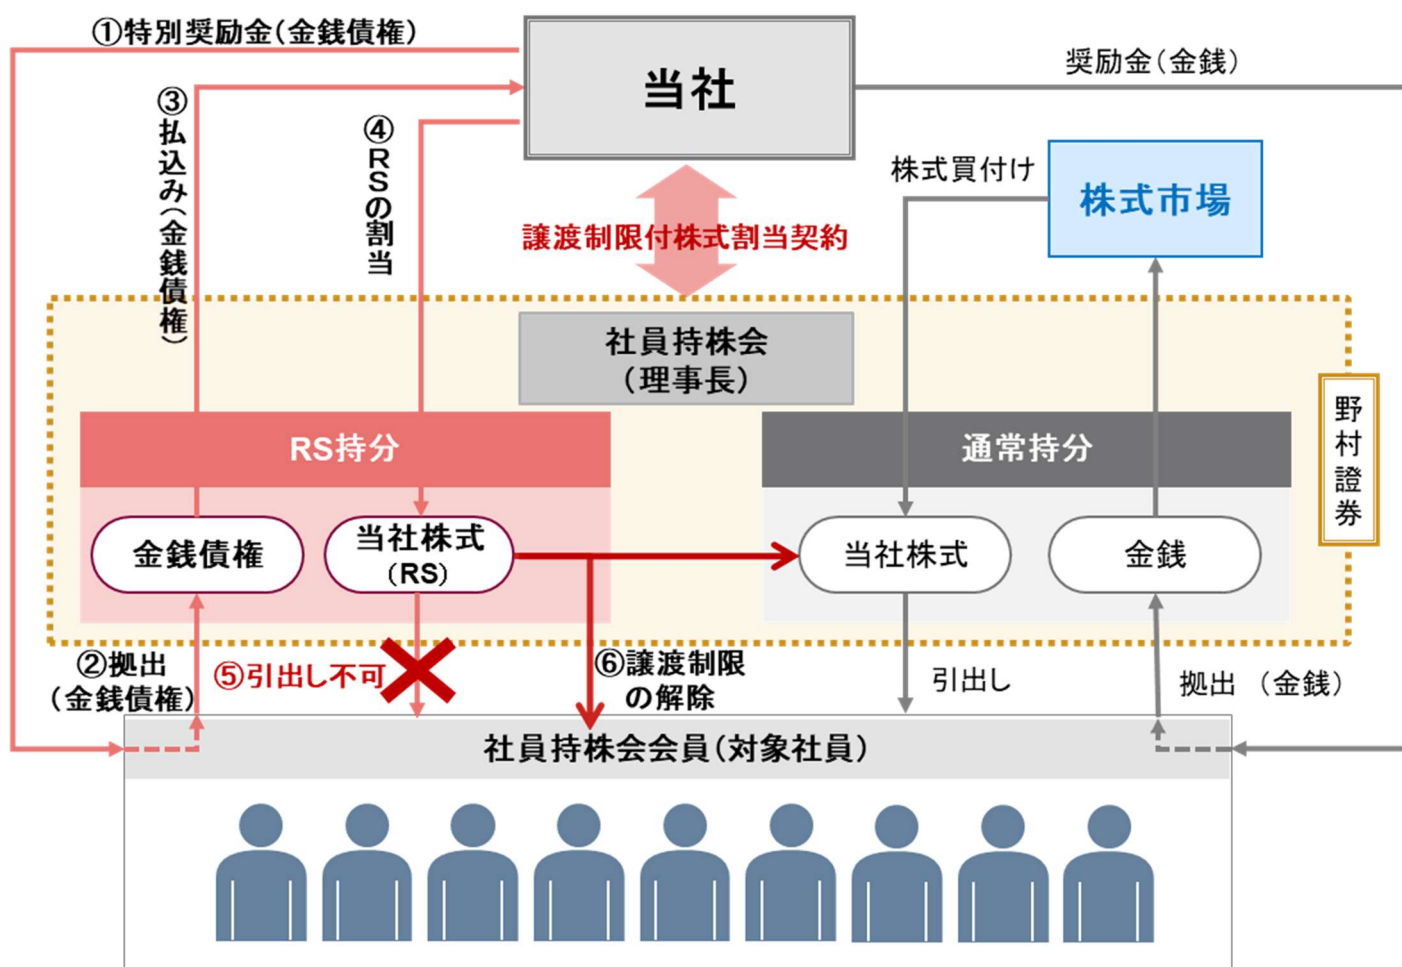 ①特別奨励金(金銭債権)
当社
奨励金(金銭)
③払込み(金銭債権)
④RSの割当
株式買付け
株式市場
譲渡制限付株式割当契約
社員持株会
(理事長)
野村證券
RS持分
通常持分
金銭債権
当社株式
(RS)
当社株式
金銭
②拠出
(金銭債権)
⑤引出し不可
⑥譲渡制限
の解除
引出し
拠出 (金銭)
社員持株会会員(対象社員)